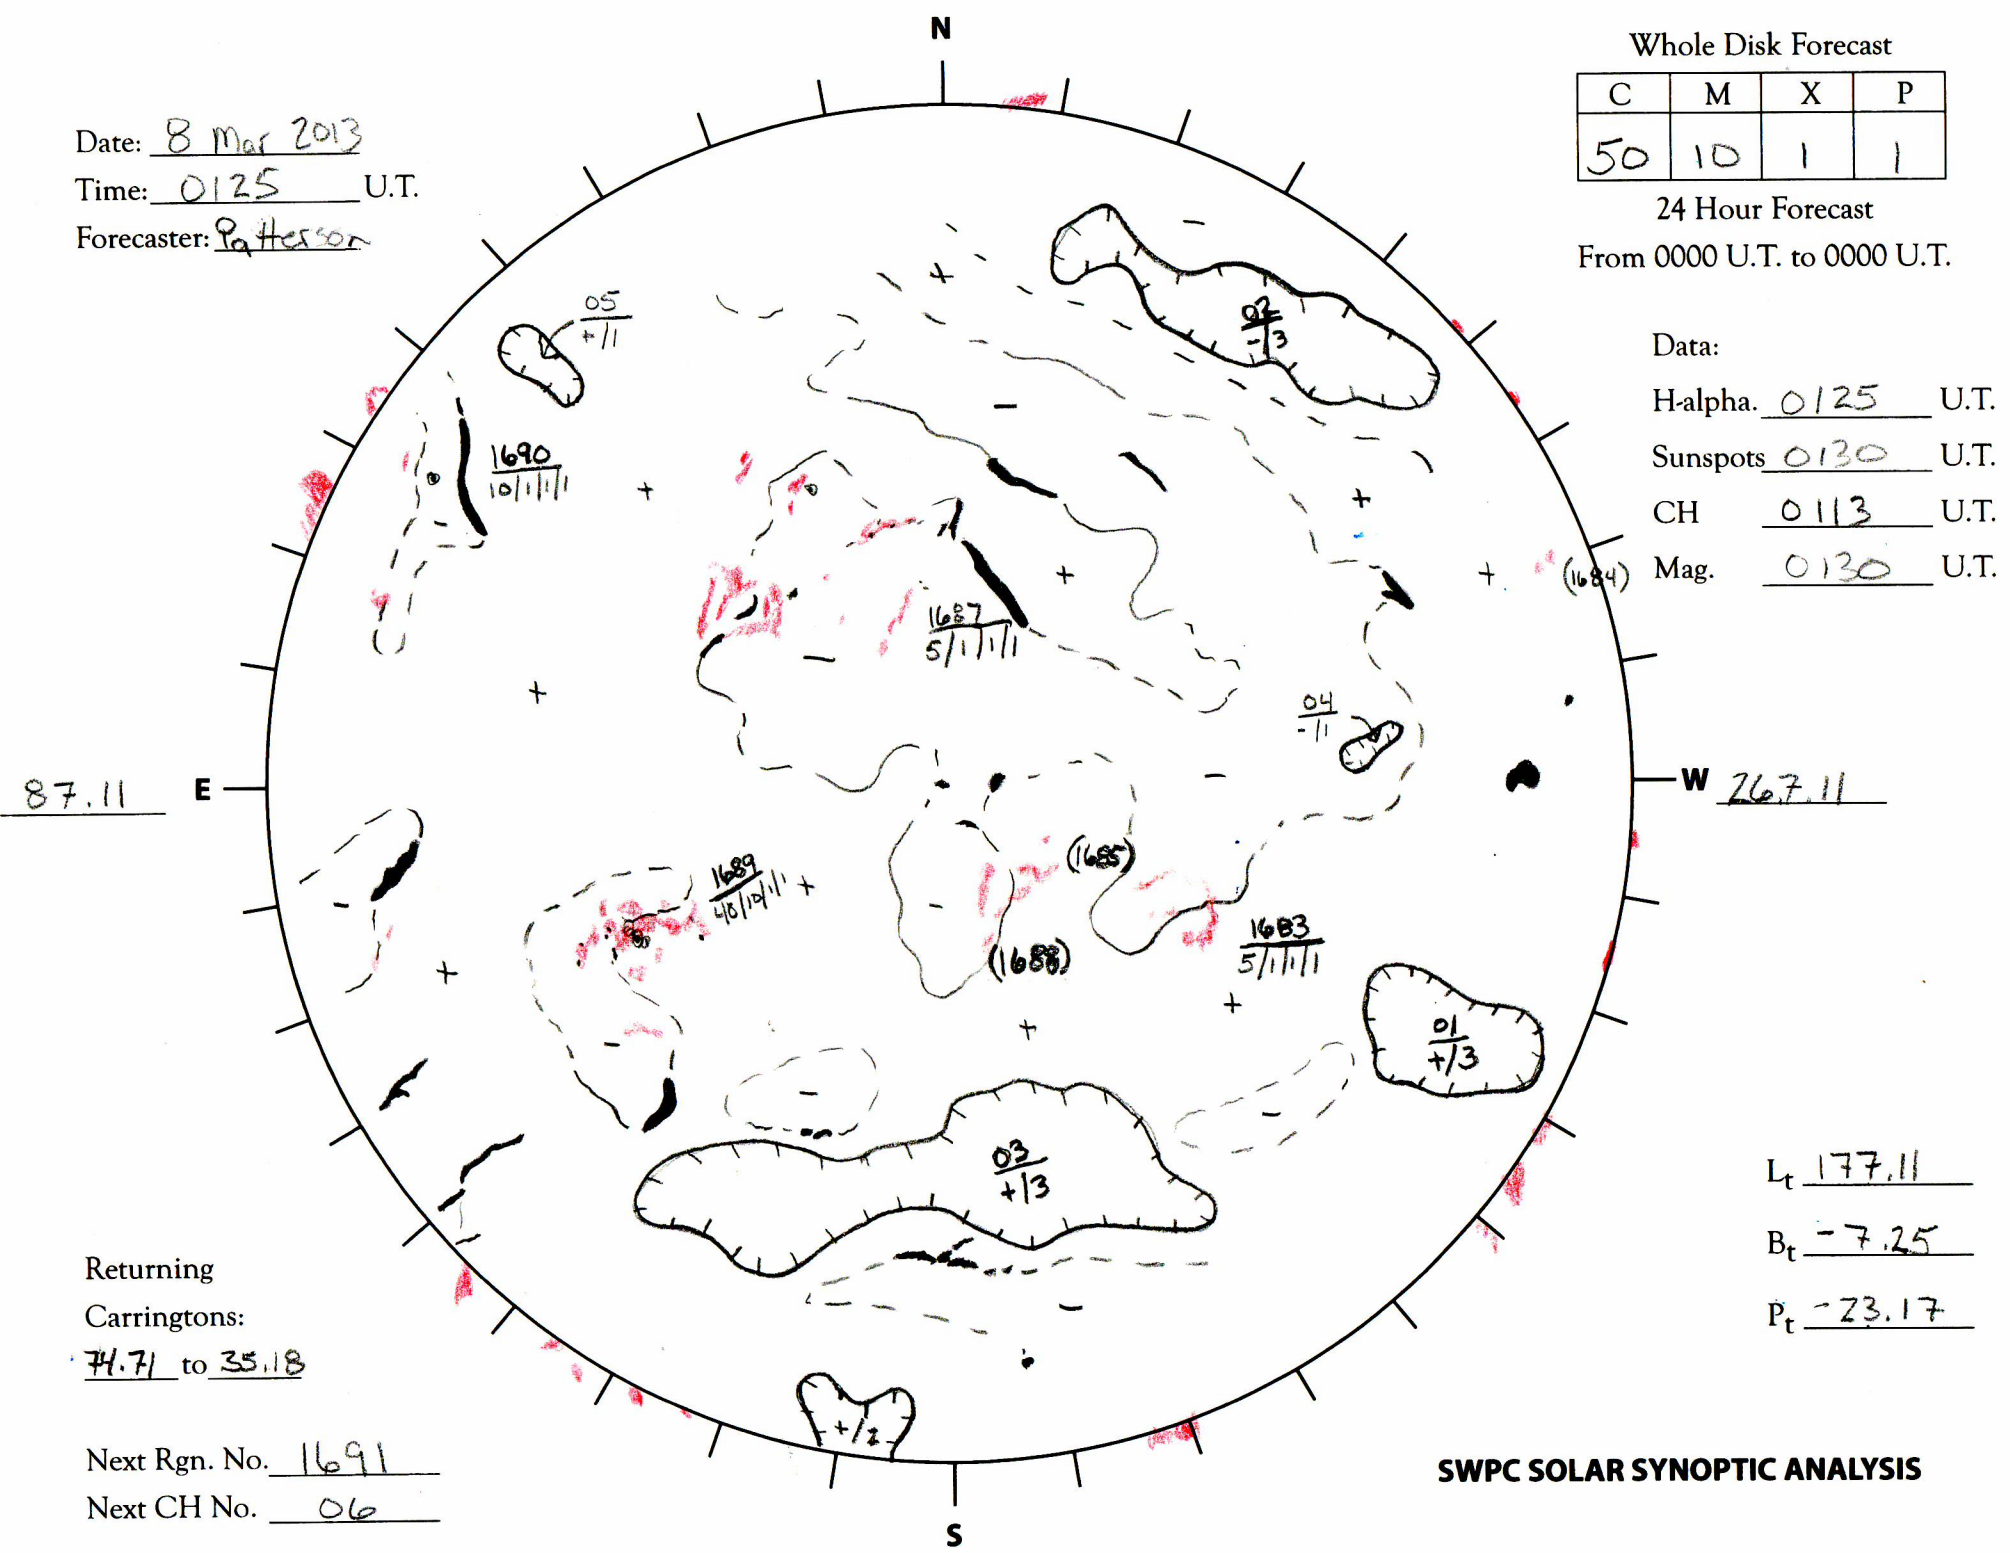 N
Whole Disk Forecast
C M X P
50 10 1 1
24 Hour Forecast
From 0000 U.T. to 0000 U.T.
Date: 8 Mar 2013
Time: 0125 U.T.
Forecaster: Patterson
Data:
H-alpha. 0125 U.T.
Sunspots 0130 U.T.
CH 0113 U.T.
Mag. 0130 U.T.
05
+/1
02
-/3
1690
10/1/1/1
(1684)
1687
5/1/1/1
04
-/1
87.11 E
W 267.11
(1685)
1689
40/10/1/1
1683
5/1/1/1
(1688)
01
+/3
03
+/3
+/2
Lt 177.11
Bt -7.25
Pt -23.17
Returning
Carringtons:
74.71 to 35.18
Next Rgn. No. 1691
Next CH No. 06
SWPC SOLAR SYNOPTIC ANALYSIS
S